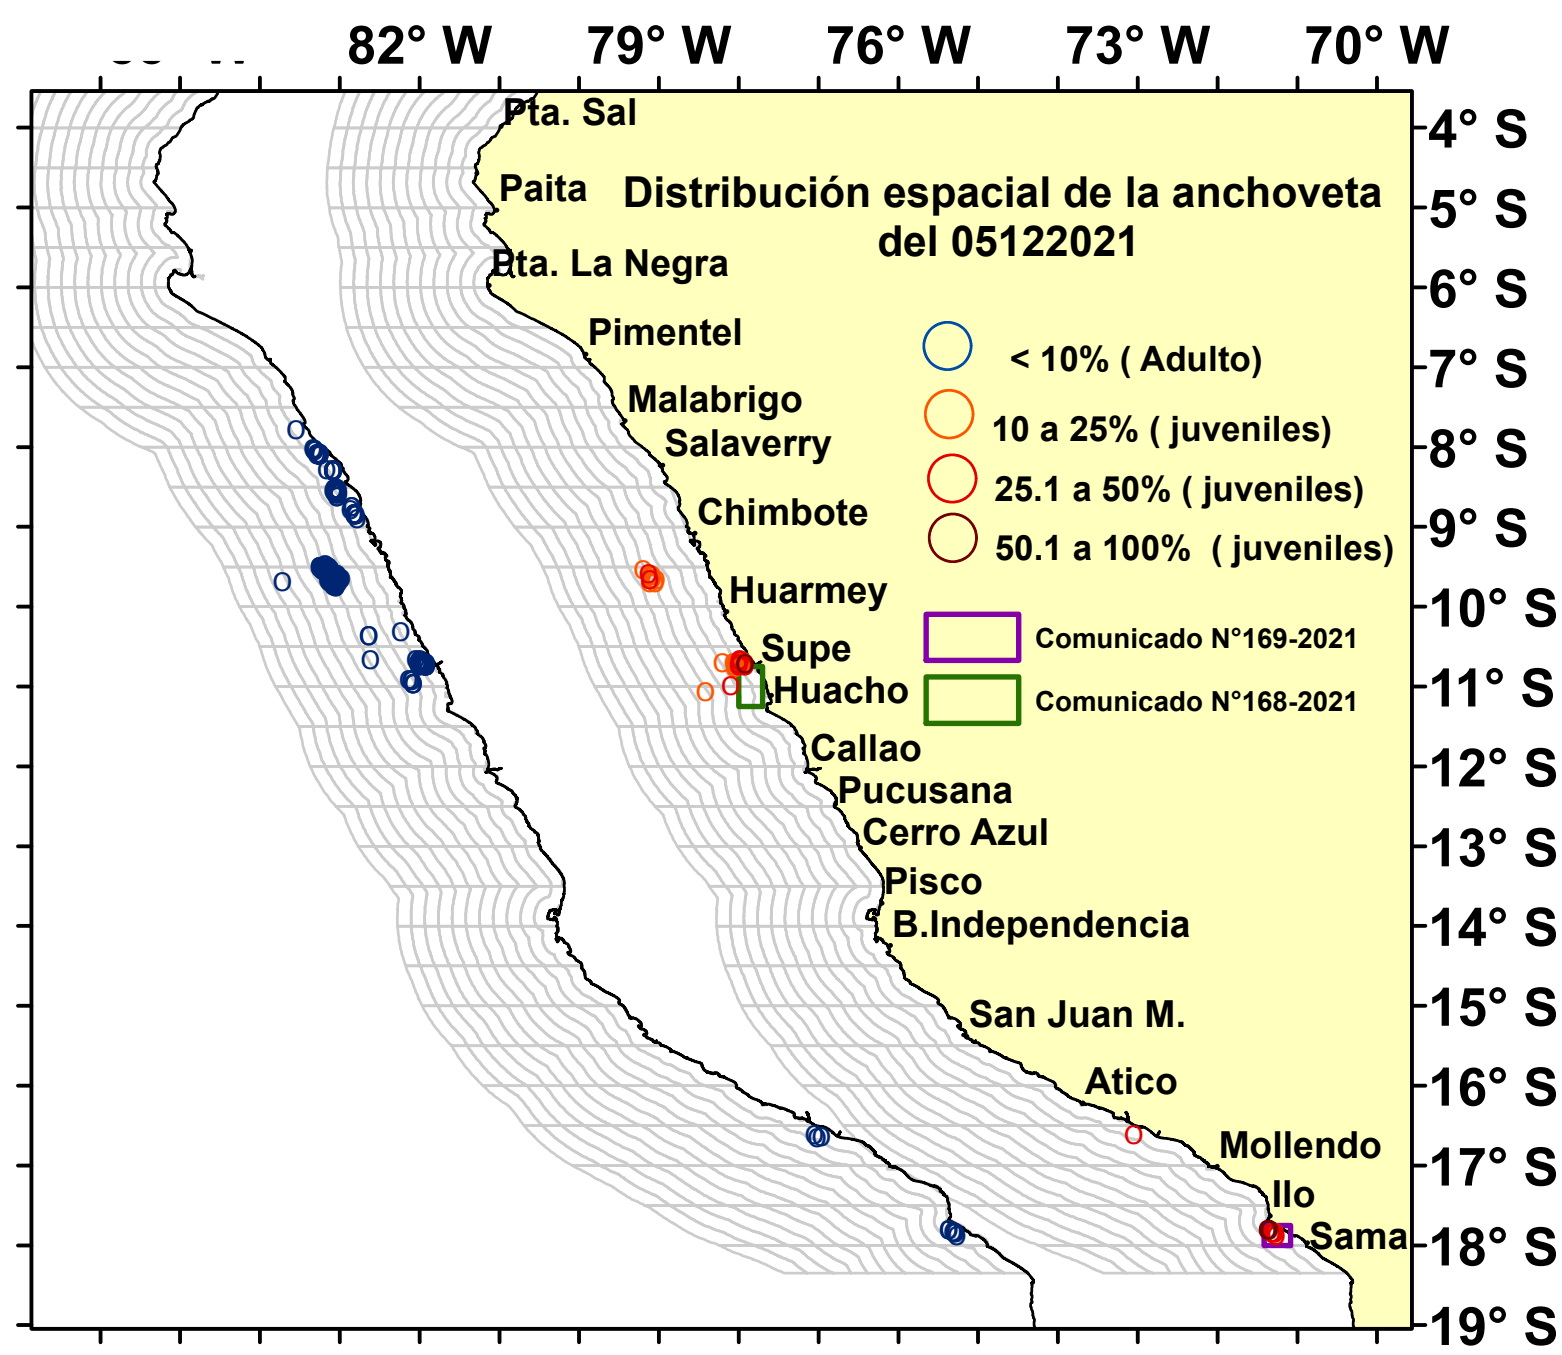 82° W 79° W 76° W 73° W 70° W
Pta. Sal
4° S
Paita
Distribución espacial de la anchoveta
del 05122021
5° S
Pta. La Negra
6° S
Pimentel
< 10% ( Adulto)
7° S
Malabrigo
10 a 25% ( juveniles)
Salaverry
8° S
25.1 a 50% ( juveniles)
Chimbote
9° S
50.1 a 100% ( juveniles)
Huarmey
10° S
Supe
Comunicado N°169-2021
Huacho
11° S
Comunicado N°168-2021
Callao
12° S
Pucusana
Cerro Azul
13° S
Pisco
B.Independencia
14° S
San Juan M.
15° S
Atico
16° S
Mollendo
17° S
Ilo
Sama
18° S
19° S